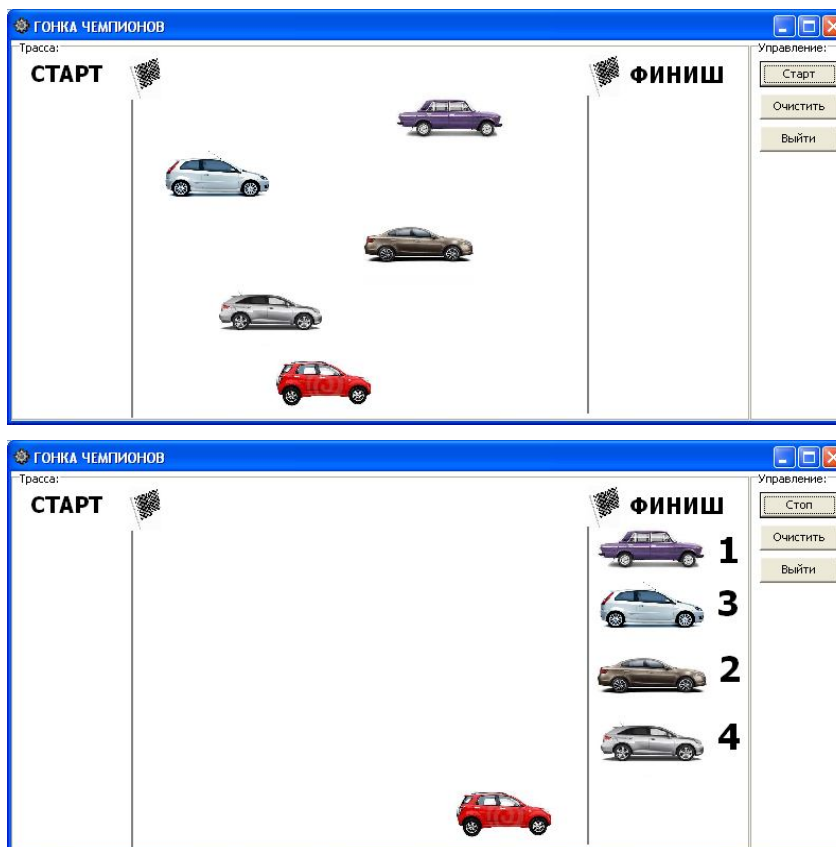 ГОНКА ЧЕМПИОНОВ
Трасса:
Управление:
СТАРТ
ФИНИШ
Старт
Очистить
Выйти
ГОНКА ЧЕМПИОНОВ
Трасса:
Управление:
СТАРТ
ФИНИШ
Стоп
1
Очистить
Выйти
3
2
4